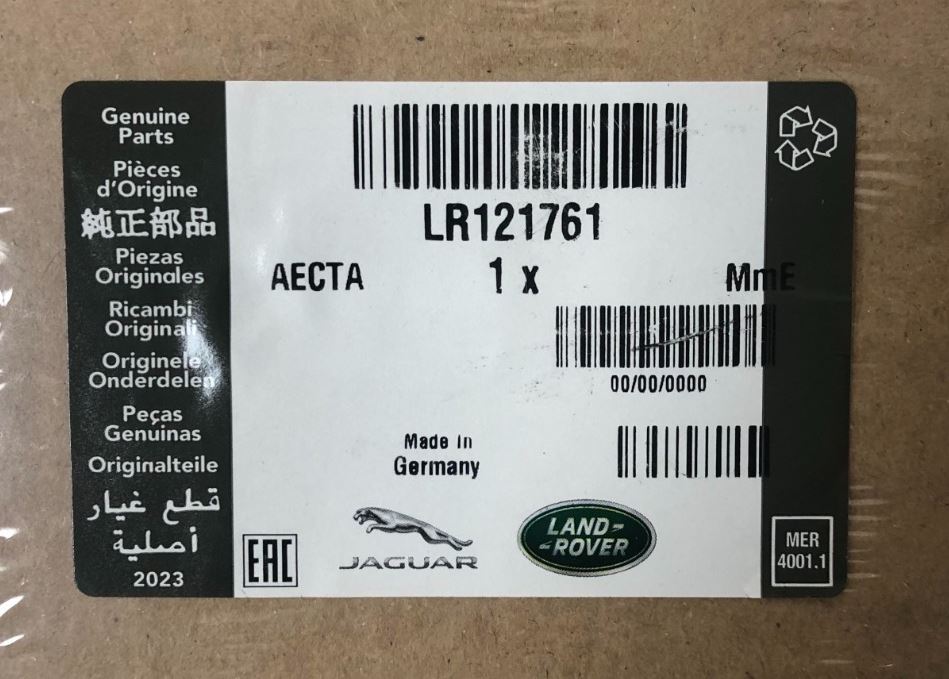 Genuine
Parts
Pièces
d'Origine
純正部品
Piezas
Originales
Ricambi
Originali
Originele
Onderdelen
Peças
Genuínas
Originalteile
قطع غيار
أصلية
2023
LR121761
AECTA 1 x MmE
00/00/0000
Made in
Germany
EAC
JAGUAR
LAND-
-ROVER
MER
4001.1